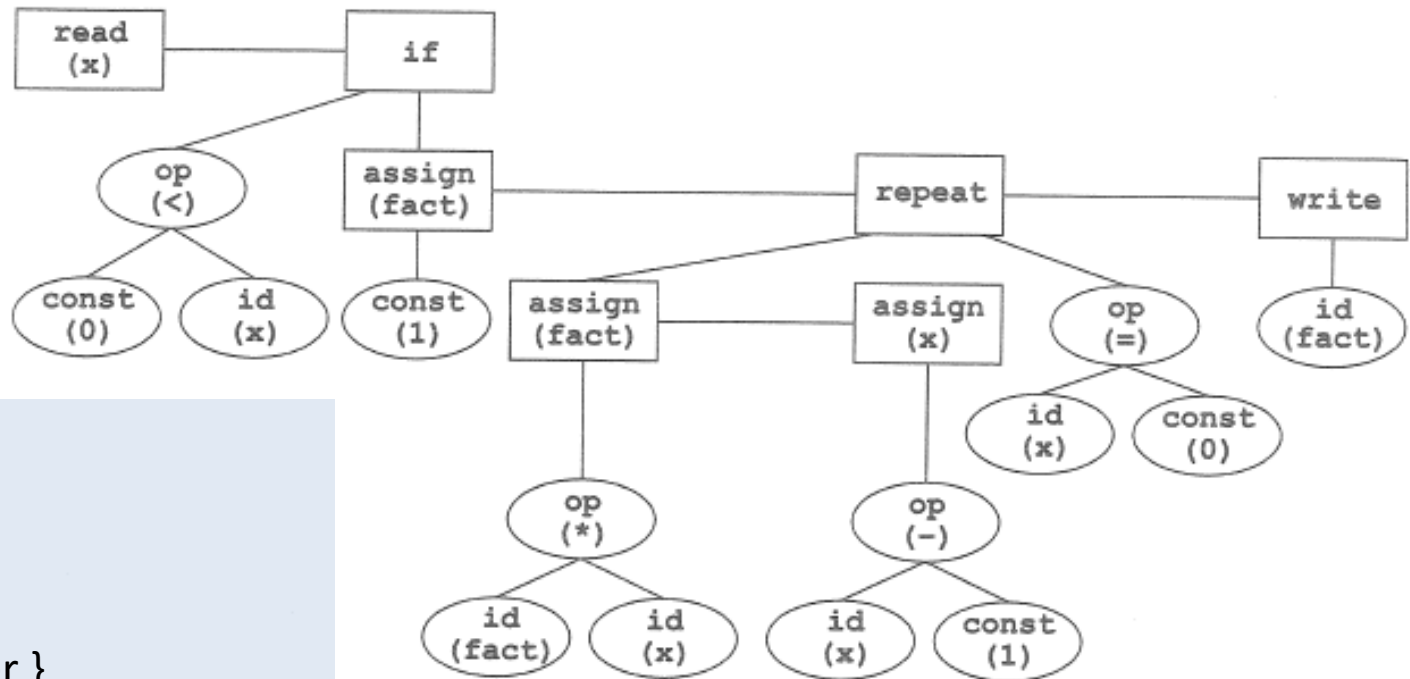 read
(x)
if
op
(<)
assign
(fact)
repeat
write
const
(0)
id
(x)
const
(1)
assign
(fact)
assign
(x)
op
(=)
id
(fact)
id
(x)
const
(0)
op
(*)
op
(-)
id
(fact)
id
(x)
id
(x)
const
(1)
r }